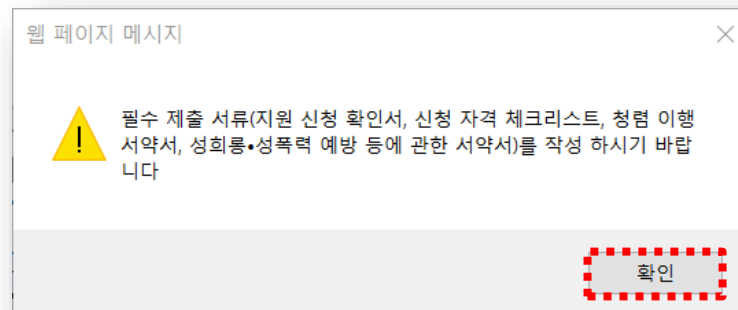 웹 페이지 메시지
필수 제출 서류(지원 신청 확인서, 신청 자격 체크리스트, 청렴 이행
서약서, 성희롱•성폭력 예방 등에 관한 서약서)를 작성 하시기 바랍
니다
확인